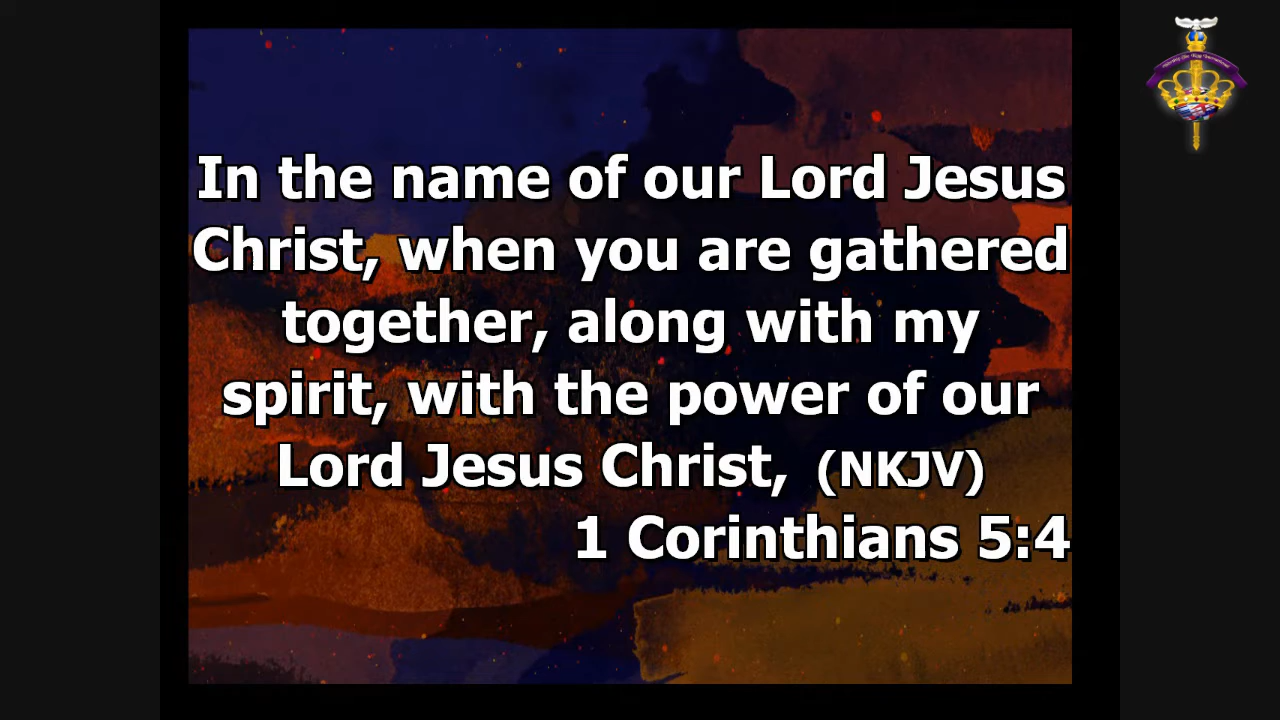 In the name of our Lord Jesus
Christ, when you are gathered
together, along with my
spirit, with the power of our
Lord Jesus Christ, (NKJV)
1 Corinthians 5:4